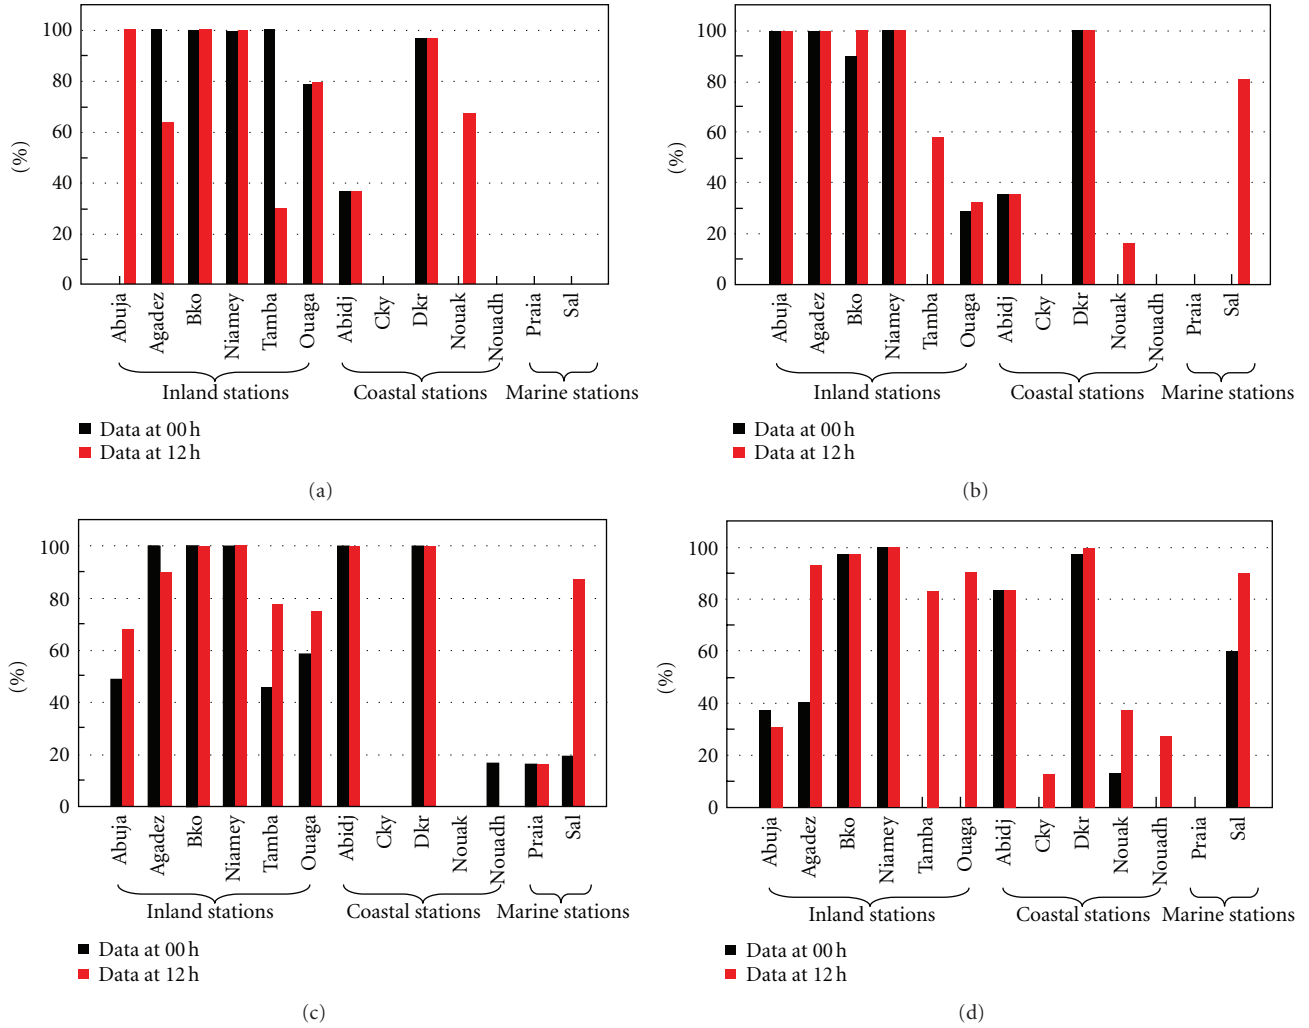 100
80
60
40
20
0
(%)
Abuja
Agadez
Bko
Niamey
Tamba
Ouaga
Abidj
Cky
Dkr
Nouak
Nouadh
Praia
Sal
Inland stations
Coastal stations
Marine stations
Data at 00 h
Data at 12 h
(a)
100
80
60
40
20
0
(%)
Abuja
Agadez
Bko
Niamey
Tamba
Ouaga
Abidj
Cky
Dkr
Nouak
Nouadh
Praia
Sal
Inland stations
Coastal stations
Marine stations
Data at 00 h
Data at 12 h
(b)
100
80
60
40
20
0
(%)
Abuja
Agadez
Bko
Niamey
Tamba
Ouaga
Abidj
Cky
Dkr
Nouak
Nouadh
Praia
Sal
Inland stations
Coastal stations
Marine stations
Data at 00 h
Data at 12 h
(c)
100
80
60
40
20
0
(%)
Abuja
Agadez
Bko
Niamey
Tamba
Ouaga
Abidj
Cky
Dkr
Nouak
Nouadh
Praia
Sal
Inland stations
Coastal stations
Marine stations
Data at 00 h
Data at 12 h
(d)